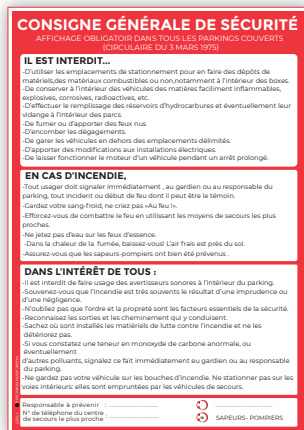 CONSIGNE GÉNÉRALE DE SÉCURITÉ
AFFICHAGE OBLIGATOIR DANS TOUS LES PARKINGS COUVERTS
(CIRCULAIRE DU 3 MARS 1975)
IL EST INTERDIT...
-D'utiliser les emplacements de stationnement pour en faires des dépôts de
matériels,des matériaux combustibles ou non,notamment à l'intérieur des boxes.
-De conserver à l'intérieur des véhicules des matières faciliment inflammables,
explosives, corrosives, radioactives, etc.
-D'effectuer le remplissage des réservoirs d'hydrocarbures et éventuellement leur
vidange à l'intérieur des parcs.
-De fumer ou d'apporter des feux nus
-D'encomber les dégagements.
-De garer les véhicules en dehors des emplacements délimités.
-D'apporter des modifications aux installations électriques.
-De laisser fonctionner le moteur d'un véhicule pendant un arrêt prolongé.
EN CAS D'INCENDIE,
-Tout usager doit signaler immédiatement , au gardien ou au responsable du
parking, tout incident ou début de feu dont il peut être le témoin.
-Gardez votre sang-froid, ne criez pas «Au feu !».
-Efforcez-vous de combattre le feu en utilisant les moyens de secours les plus
proches.
-Ne jetez pas d'eau sur les feux d'essence.
-Dans la chaleur de la fumée, baissez-vous! L'air frais est près du sol.
-Assurez-vous que les sapeurs-pompiers ont bien été prévenus .
DANS L'INTÉRÊT DE TOUS :
-Il est interdit de faire usage des avertisseurs sonores à l'intérieur du parking.
-Souvenez-vous que l'incendie est très souvents le résultat d'une imprudence ou
d'une négligence.
-N'oubliez pas que l'ordre et la propreté sont les facteurs essentiels de la sécurité.
-Reconnaissez les sorties et les cheminement qui y conduisent.
-Sachez où sont installés les matériels de lutte contre l'incendie et ne les
détériorez pas.
-Si vous constatez une teneur en monoxyde de carbone anormale, ou
éventuellement
d'autres polluants, signalez ce fait immédiatement eu gardien ou au responsable
du parking.
-Ne gardez pas votre véhicule sur les bouches d'incendie. Ne stationner pas sur les
voies intérieurs: elles sont empruntées par les véhicules de secours.
Responsable à prévenir :
N° de téléphone du centre
de secours le plus proche
SAPEURS- POMPIERS